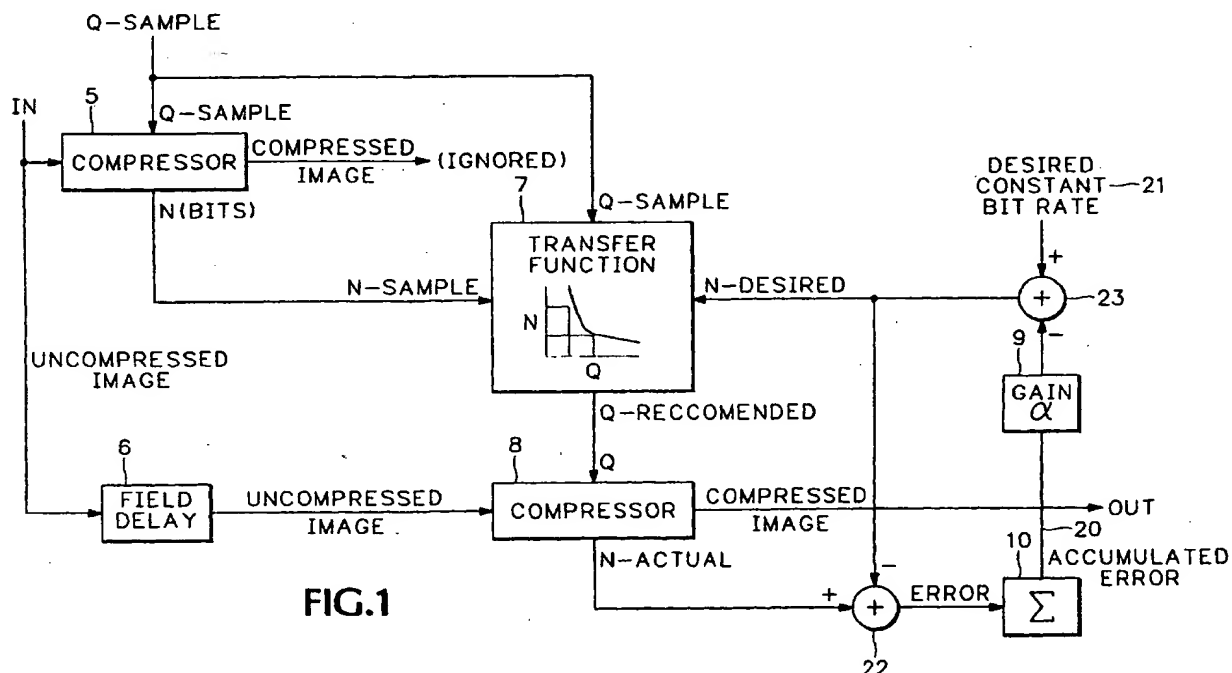 Q-SAMPLE
IN
5
Q-SAMPLE
COMPRESSOR
COMPRESSED
IMAGE
(IGNORED)
N(BITS)
Q-SAMPLE
7
TRANSFER
FUNCTION
N
Q
N-SAMPLE
N-DESIRED
DESIRED
CONSTANT
BIT RATE
21
+
+
23
-
9
GAIN
α
UNCOMPRESSED
IMAGE
Q-RECCOMENDED
Q
6
FIELD
DELAY
UNCOMPRESSED
IMAGE
8
COMPRESSOR
COMPRESSED
IMAGE
OUT
20
N-ACTUAL
-
+
+
22
ERROR
10
Σ
ACCUMULATED
ERROR
FIG.1